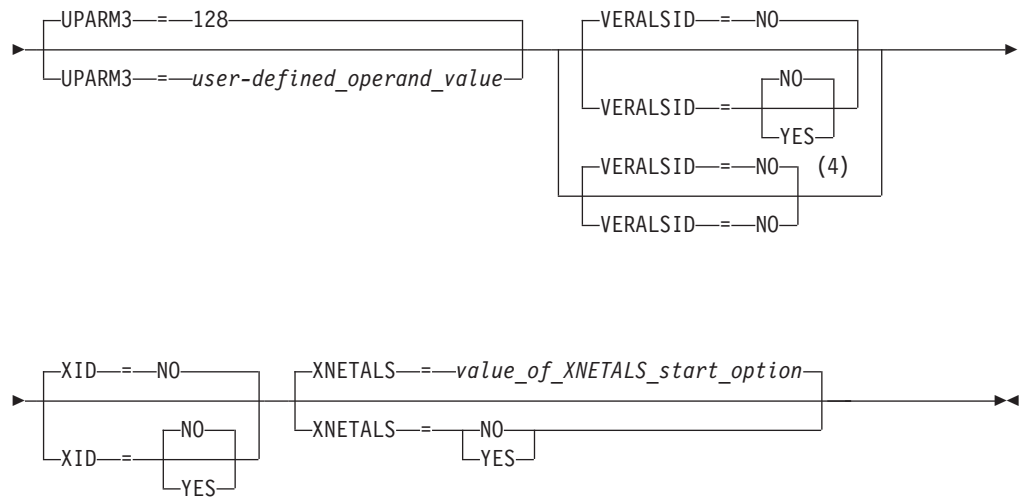 UPARM3 = 128
UPARM3 = user-defined_operand_value
VERALSID = NO
VERALSID = NO
YES
VERALSID = NO (4)
VERALSID = NO
XID = NO
XID = NO
YES
XNETALS = value_of_XNETALS_start_option
XNETALS = NO
YES